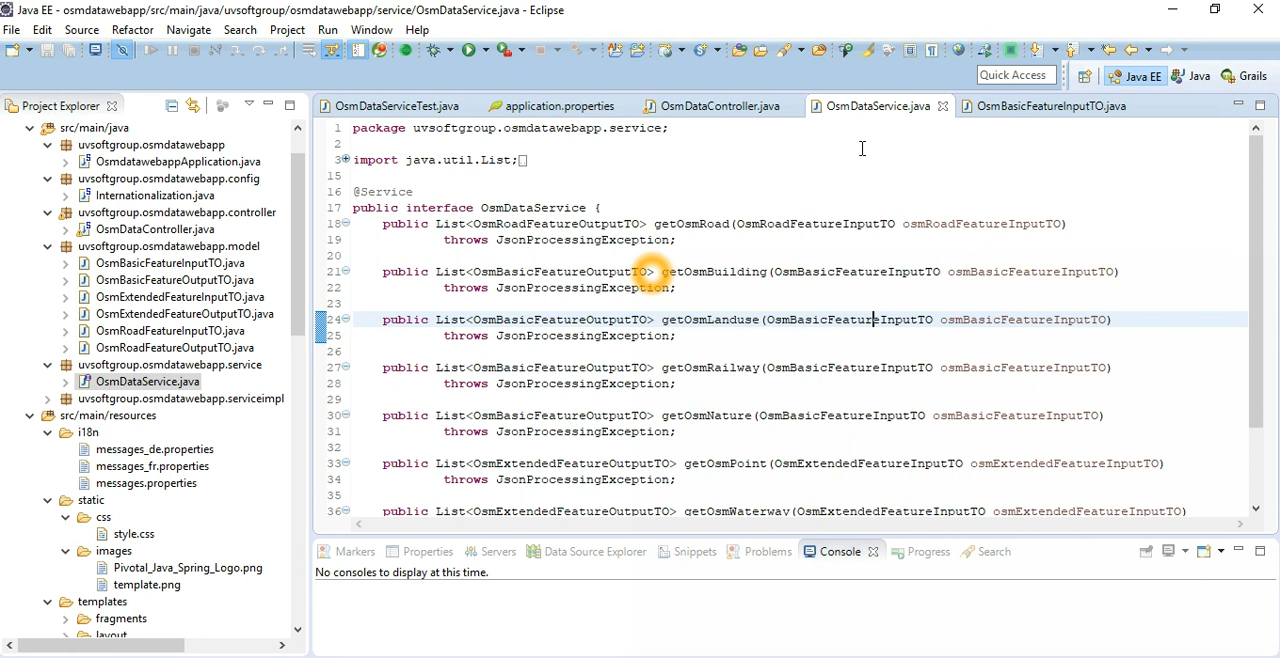 Java EE - osmdatawebapp/src/main/java/uvsoftgroup/osmdatawebapp/service/OsmDataService.java - Eclipse
File Edit Source Refactor Navigate Search Project Run Window Help
Quick Access Java EE Java Grails
Project Explorer
src/main/java
uvsoftgroup.osmdatawebapp
OsmdatawebappApplication.java
uvsoftgroup.osmdatawebapp.config
Internationalization.java
uvsoftgroup.osmdatawebapp.controller
OsmDataController.java
uvsoftgroup.osmdatawebapp.model
OsmBasicFeatureInputTO.java
OsmBasicFeatureOutputTO.java
OsmExtendedFeatureInputTO.java
OsmExtendedFeatureOutputTO.java
OsmRoadFeatureInputTO.java
OsmRoadFeatureOutputTO.java
uvsoftgroup.osmdatawebapp.service
OsmDataService.java
uvsoftgroup.osmdatawebapp.serviceimpl
src/main/resources
i18n
messages_de.properties
messages_fr.properties
messages.properties
static
css
style.css
images
Pivotal_Java_Spring_Logo.png
template.png
templates
fragments
layout
OsmDataServiceTest.java application.properties OsmDataController.java OsmDataService.java OsmBasicFeatureInputTO.java
1 package uvsoftgroup.osmdatawebapp.service;
2
3 import java.util.List;
15
16 @Service
17 public interface OsmDataService {
18 public List<OsmRoadFeatureOutputTO> getOsmRoad(OsmRoadFeatureInputTO osmRoadFeatureInputTO)
19 throws JsonProcessingException;
20
21 public List<OsmBasicFeatureOutputTO> getOsmBuilding(OsmBasicFeatureInputTO osmBasicFeatureInputTO)
22 throws JsonProcessingException;
23
24 public List<OsmBasicFeatureOutputTO> getOsmLanduse(OsmBasicFeatureInputTO osmBasicFeatureInputTO)
25 throws JsonProcessingException;
26
27 public List<OsmBasicFeatureOutputTO> getOsmRailway(OsmBasicFeatureInputTO osmBasicFeatureInputTO)
28 throws JsonProcessingException;
29
30 public List<OsmBasicFeatureOutputTO> getOsmNature(OsmBasicFeatureInputTO osmBasicFeatureInputTO)
31 throws JsonProcessingException;
32
33 public List<OsmExtendedFeatureOutputTO> getOsmPoint(OsmExtendedFeatureInputTO osmExtendedFeatureInputTO)
34 throws JsonProcessingException;
35
36 public List<OsmExtendedFeatureOutputTO> getOsmWaterway(OsmExtendedFeatureInputTO osmExtendedFeatureInputTO)
Markers Properties Servers Data Source Explorer Snippets Problems Console Progress Search
No consoles to display at this time.